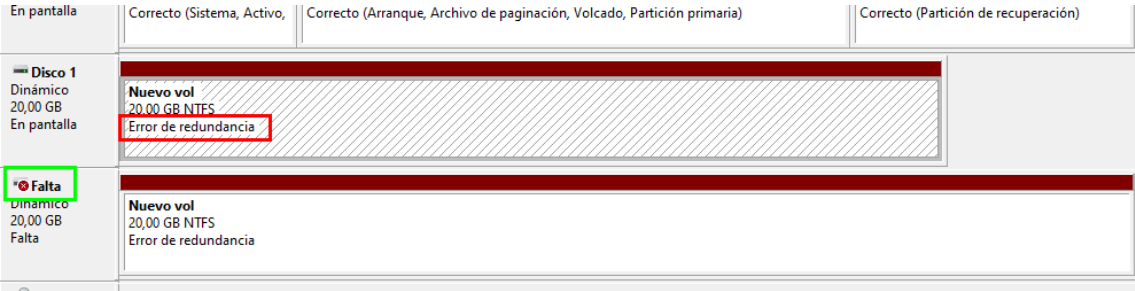 En pantalla
Correcto (Sistema, Activo,
Correcto (Arranque, Archivo de paginación, Volcado, Partición primaria)
Correcto (Partición de recuperación)
Disco 1
Dinámico
20,00 GB
En pantalla
Nuevo vol
20,00 GB NTFS
Error de redundancia
Falta
Dinámico
20,00 GB
Falta
Nuevo vol
20,00 GB NTFS
Error de redundancia